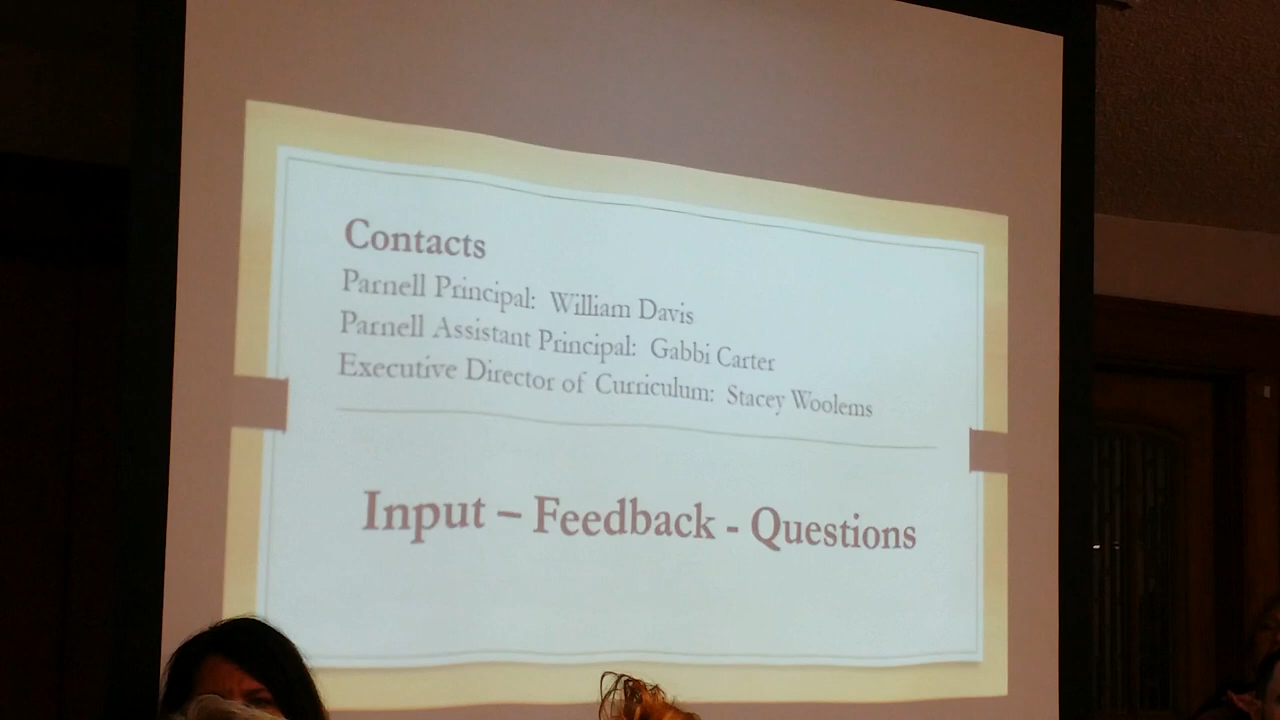 Contacts
Parnell Principal: William Davis
Parnell Assistant Principal: Gabbi Carter
Executive Director of Curriculum: Stacey Woolems
Input – Feedback - Questions